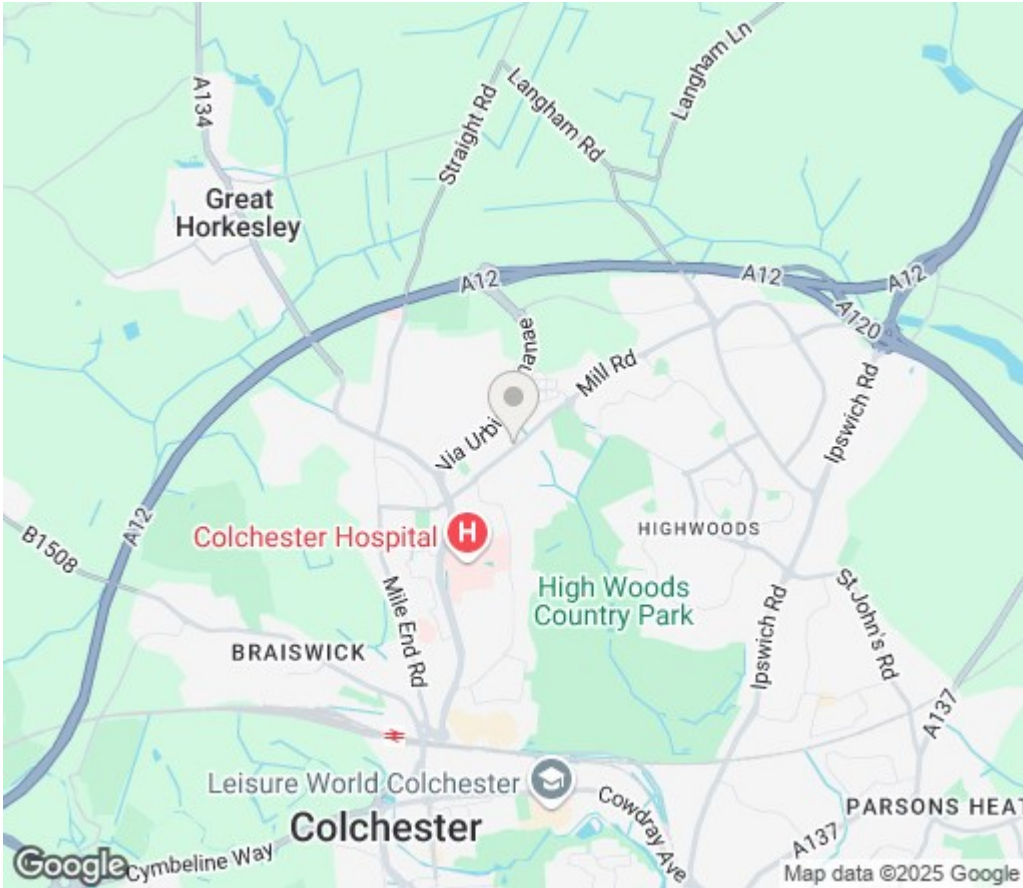 A134
Straight Rd
Langham Rd
Langham Ln
Great
Horkesley
A12
A12
A12
A120
Mill Rd
Via Urbi
anae
Ipswich Rd
A12
B1508
Colchester Hospital
H
HIGHWOODS
High Woods
Country Park
Mile End Rd
BRAISWICK
St John's Rd
Ipswich Rd
A137
Leisure World Colchester
Colchester
Cowdray Ave
PARSONS HEAT
A137
Google
Cymbeline Way
Map data ©2025 Google